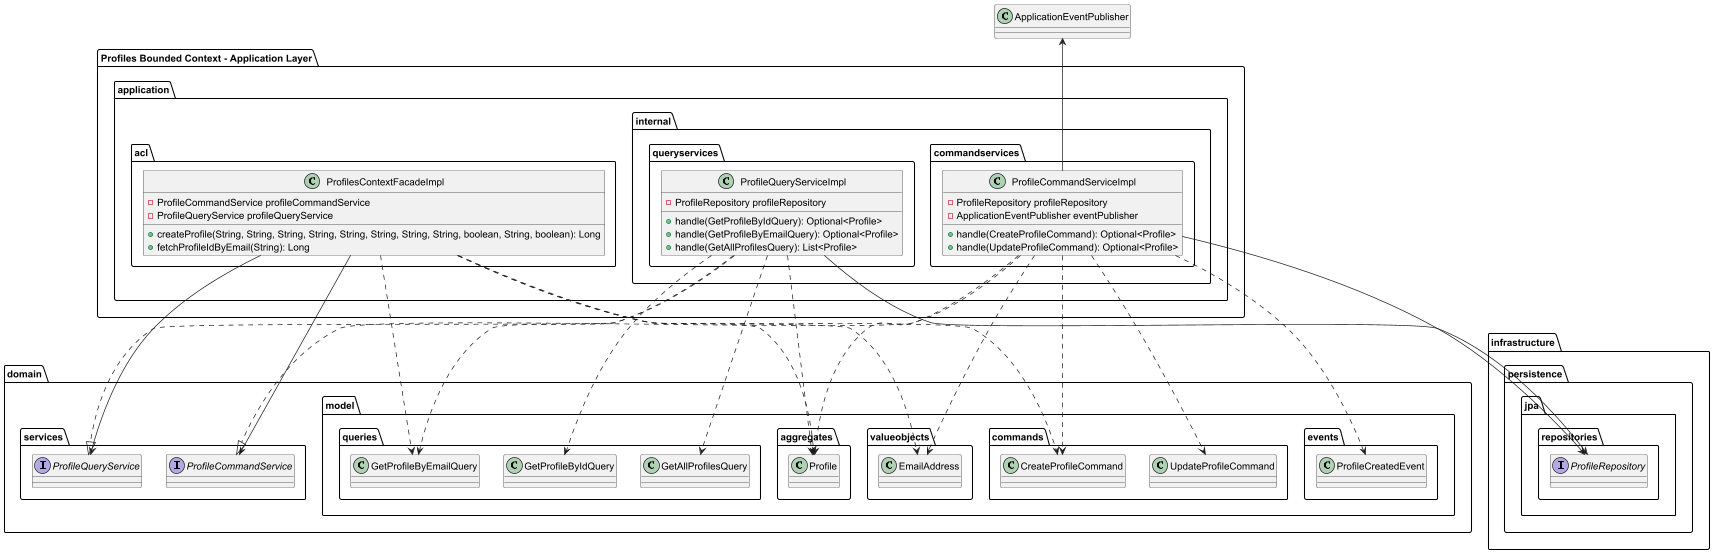 C ApplicationEventPublisher
Profiles Bounded Context - Application Layer
application
internal
acl
queryservices
commandservices
C ProfilesContextFacadeImpl
ProfileCommandService profileCommandService
ProfileQueryService profileQueryService
createProfile(String, String, String, String, String, String, String, String, boolean, String, boolean): Long
fetchProfileIdByEmail(String): Long
C ProfileQueryServiceImpl
ProfileRepository profileRepository
handle(GetProfileByIdQuery): Optional<Profile>
handle(GetProfileByEmailQuery): Optional<Profile>
handle(GetAllProfilesQuery): List<Profile>
C ProfileCommandServiceImpl
ProfileRepository profileRepository
ApplicationEventPublisher eventPublisher
handle(CreateProfileCommand): Optional<Profile>
handle(UpdateProfileCommand): Optional<Profile>
infrastructure
domain
persistence
model
jpa
services
queries
aggregates
valueobjects
commands
events
repositories
I ProfileQueryService
I ProfileCommandService
C GetProfileByEmailQuery
C GetProfileByIdQuery
C GetAllProfilesQuery
C Profile
C EmailAddress
C CreateProfileCommand
C UpdateProfileCommand
C ProfileCreatedEvent
I ProfileRepository